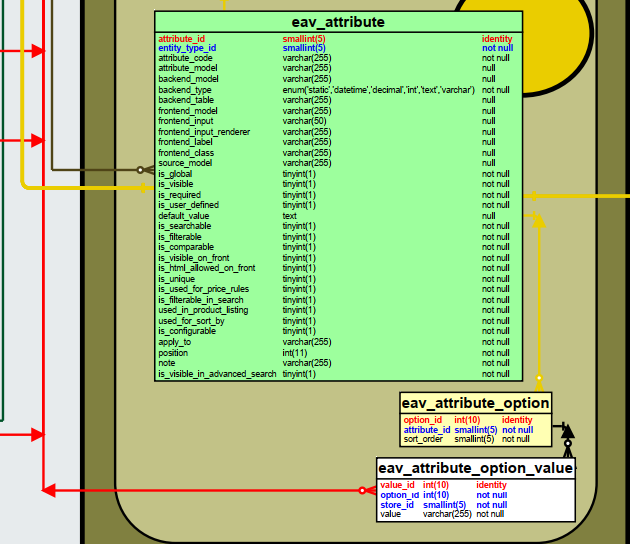 eav_attribute
attribute_id smallint(5) identity
entity_type_id smallint(5) not null
attribute_code varchar(255) not null
attribute_model varchar(255) null
backend_model varchar(255) null
backend_type enum('static','datetime','decimal','int','text','varchar') not null
backend_table varchar(255) null
frontend_model varchar(255) null
frontend_input varchar(50) null
frontend_input_renderer varchar(255) null
frontend_label varchar(255) null
frontend_class varchar(255) null
source_model varchar(255) null
is_global tinyint(1) not null
is_visible tinyint(1) not null
is_required tinyint(1) not null
is_user_defined tinyint(1) not null
default_value text null
is_searchable tinyint(1) not null
is_filterable tinyint(1) not null
is_comparable tinyint(1) not null
is_visible_on_front tinyint(1) not null
is_html_allowed_on_front tinyint(1) not null
is_unique tinyint(1) not null
is_used_for_price_rules tinyint(1) not null
is_filterable_in_search tinyint(1) not null
used_in_product_listing tinyint(1) not null
used_for_sort_by tinyint(1) not null
is_configurable tinyint(1) not null
apply_to varchar(255) not null
position int(11) not null
note varchar(255) not null
is_visible_in_advanced_search tinyint(1) not null
eav_attribute_option
option_id int(10) identity
attribute_id smallint(5) not null
sort_order smallint(5) not null
eav_attribute_option_value
value_id int(10) identity
option_id int(10) not null
store_id smallint(5) not null
value varchar(255) not null